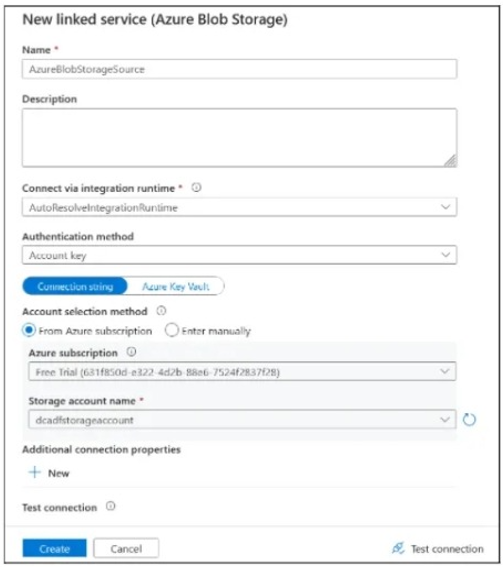 New linked service (Azure Blob Storage)
Name *
AzureBlobStorageSource
Description
Connect via integration runtime *
AutoResolveIntegrationRuntime
Authentication method
Account key
Connection string Azure Key Vault
Account selection method
From Azure subscription Enter manually
Azure subscription
Free Trial (631f850d-e322-4d2b-88e6-7524f2837f28)
Storage account name *
dcadfstorageaccount
Additional connection properties
+ New
Test connection
Create Cancel Test connection